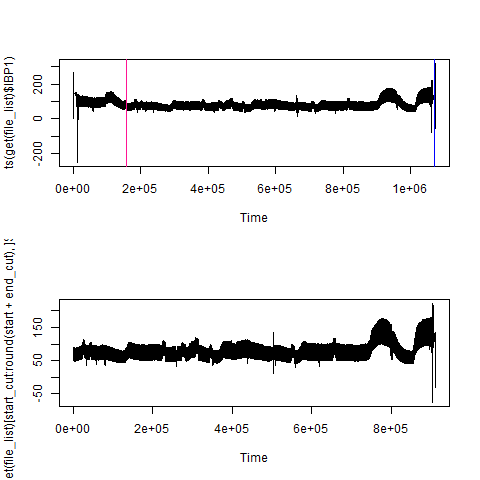 ts(get(file_list)$IBP1)
-200 0 200
0e+00 2e+05 4e+05 6e+05 8e+05 1e+06
Time
et(file_list)[start_cut:round(start + end_cut), ]$
-50 50 150
0e+00 2e+05 4e+05 6e+05 8e+05
Time